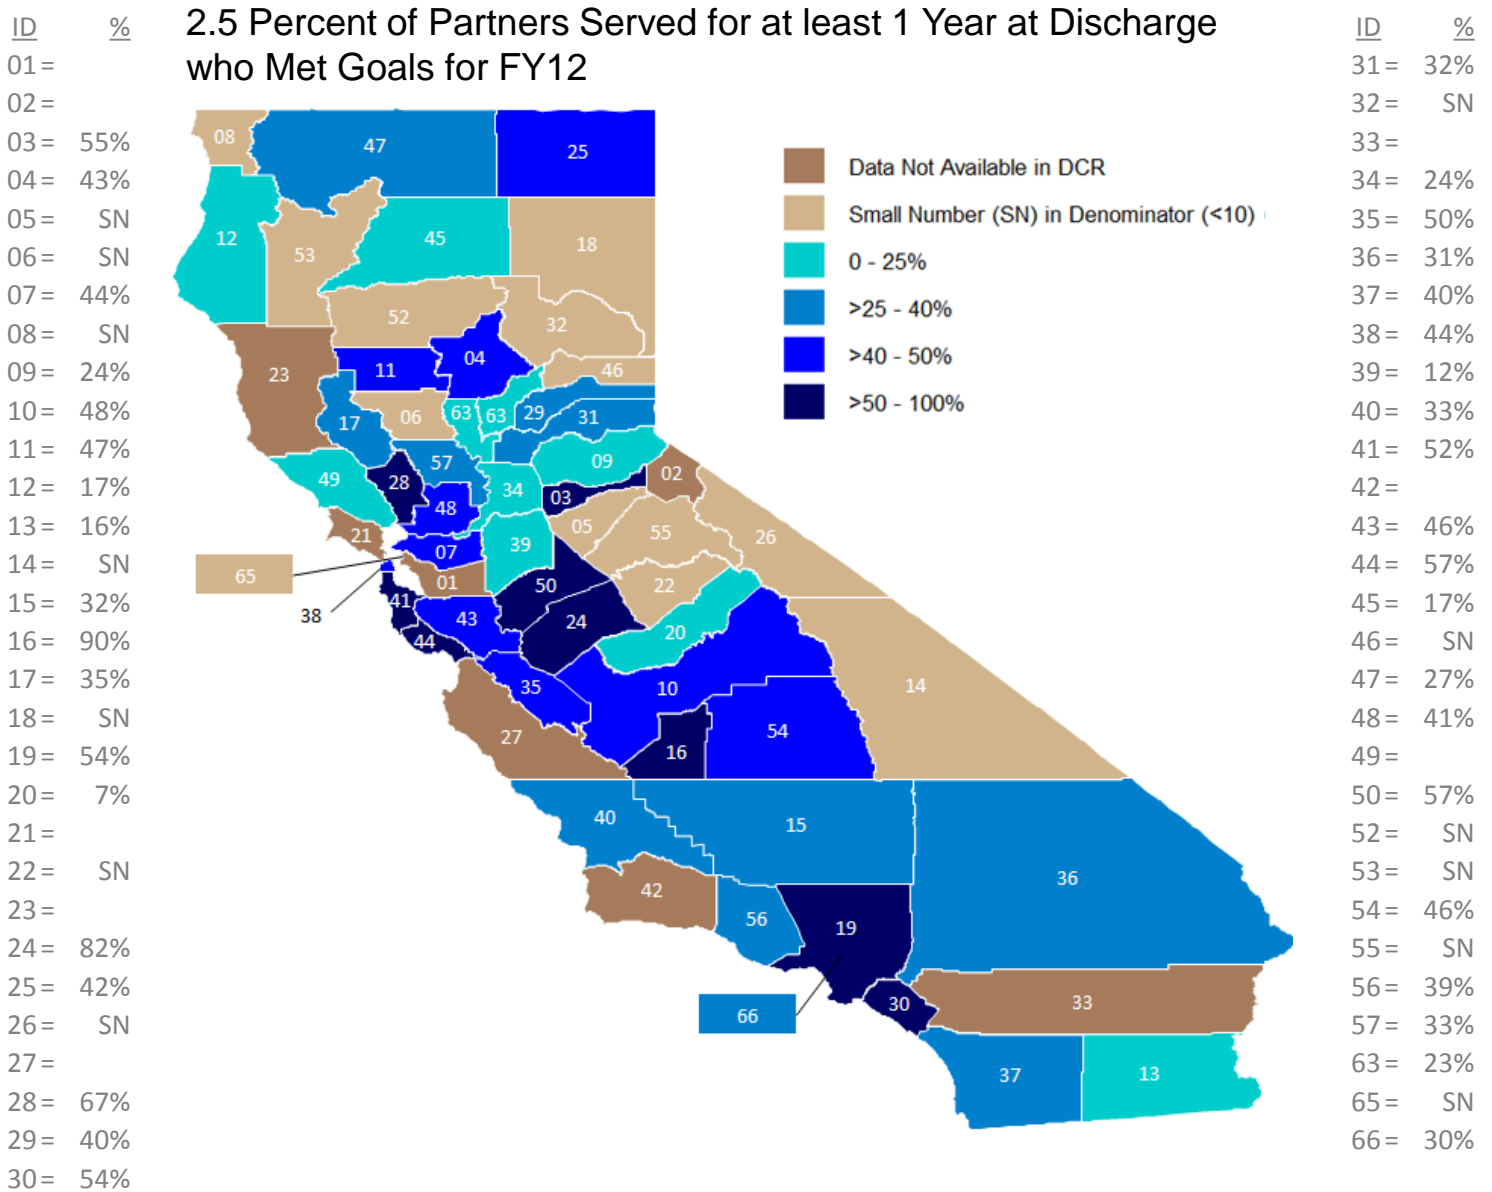 2.5 Percent of Partners Served for at least 1 Year at Discharge
who Met Goals for FY12
ID %
01 =
02 =
03 = 55%
04 = 43%
05 = SN
06 = SN
07 = 44%
08 = SN
09 = 24%
10 = 48%
11 = 47%
12 = 17%
13 = 16%
14 = SN
15 = 32%
16 = 90%
17 = 35%
18 = SN
19 = 54%
20 = 7%
21 =
22 = SN
23 =
24 = 82%
25 = 42%
26 = SN
27 =
28 = 67%
29 = 40%
30 = 54%
08
47
25
12
53
45
18
52
32
23
11
04
46
17
06
63
63
29
31
49
28
57
09
02
34
03
48
21
07
39
05
55
26
65
01
50
22
38
41
43
24
20
44
35
10
14
27
16
54
40
15
36
42
56
19
66
30
33
37
13
Data Not Available in DCR
Small Number (SN) in Denominator (<10)
0 - 25%
>25 - 40%
>40 - 50%
>50 - 100%
ID %
31 = 32%
32 = SN
33 =
34 = 24%
35 = 50%
36 = 31%
37 = 40%
38 = 44%
39 = 12%
40 = 33%
41 = 52%
42 =
43 = 46%
44 = 57%
45 = 17%
46 = SN
47 = 27%
48 = 41%
49 =
50 = 57%
52 = SN
53 = SN
54 = 46%
55 = SN
56 = 39%
57 = 33%
63 = 23%
65 = SN
66 = 30%